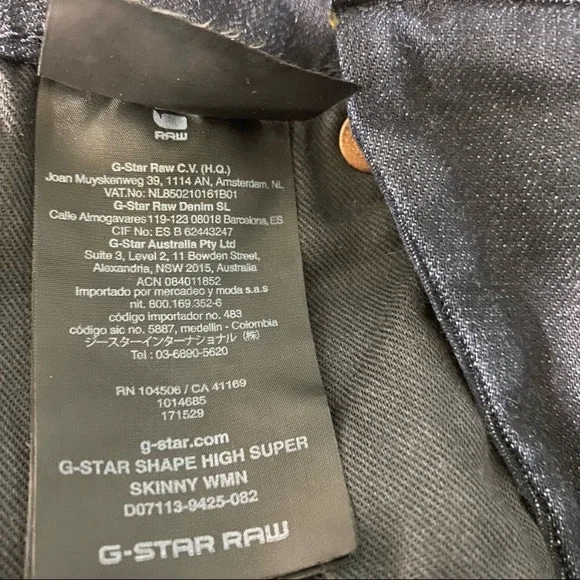 RAW
G-Star Raw C.V. (H.Q.)
Joan Muyskenweg 39, 1114 AN, Amsterdam, NL
VAT.No: NL850210161B01
G-Star Raw Denim SL
Calle Almogavares 119-123 08018 Barcelona, ES
CIF No: ES B 62443247
G-Star Australia Pty Ltd
Suite 3, Level 2, 11 Bowden Street,
Alexandria, NSW 2015, Australia
ACN 084011852
Importado por mercadeo y moda s.a.s
nit. 800.169.352-6
código importador no. 483
código sic no. 5887, medellin - Colombia
ジースターインターナショナル (株)
Tel : 03-6890-5620
RN 104506 / CA 41169
1014685
171529
g-star.com
G-STAR SHAPE HIGH SUPER
SKINNY WMN
D07113-9425-082
G-STAR RAW